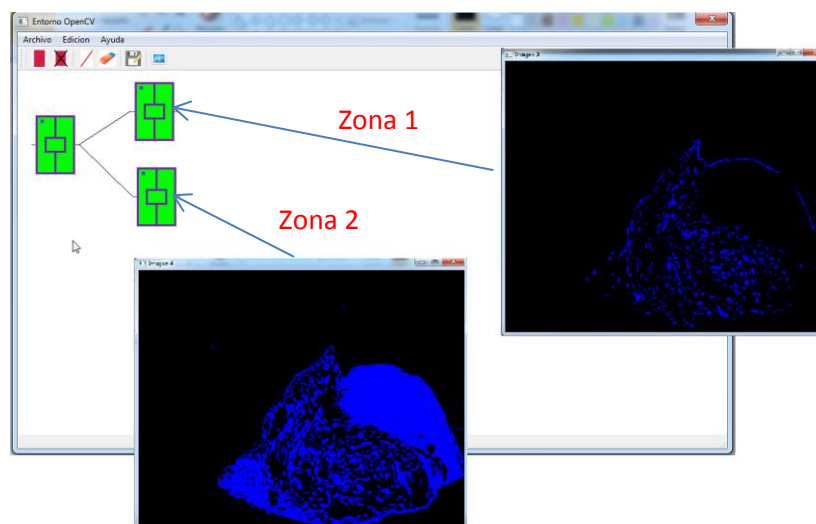 Entorno OpenCV
Archivo Edicion Ayuda
Imagen 3
Zona 1
Zona 2
Imagen 4